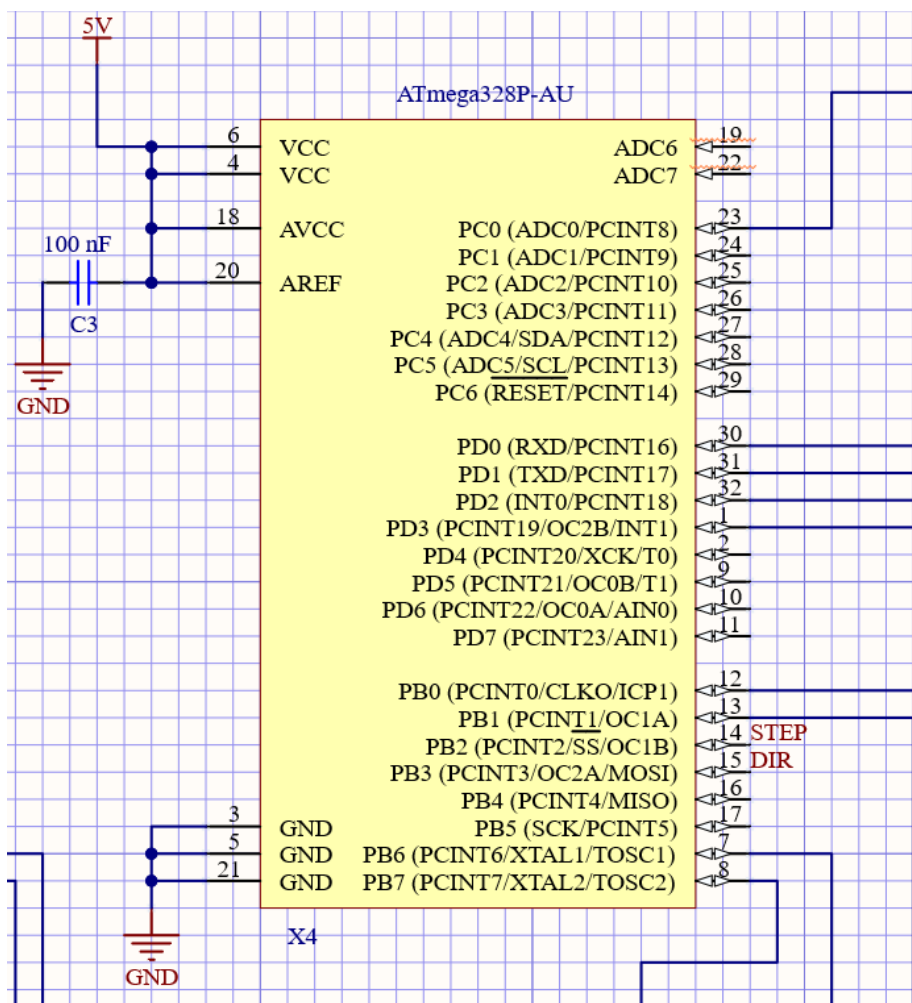 5V
ATmega328P-AU
6 VCC
4 VCC
18 AVCC
20 AREF
100 nF
C3
GND
ADC6 19
ADC7 22
PC0 (ADC0/PCINT8) 23
PC1 (ADC1/PCINT9) 24
PC2 (ADC2/PCINT10) 25
PC3 (ADC3/PCINT11) 26
PC4 (ADC4/SDA/PCINT12) 27
PC5 (ADC5/SCL/PCINT13) 28
PC6 (RESET/PCINT14) 29
PD0 (RXD/PCINT16) 30
PD1 (TXD/PCINT17) 31
PD2 (INT0/PCINT18) 32
PD3 (PCINT19/OC2B/INT1) 1
PD4 (PCINT20/XCK/T0) 2
PD5 (PCINT21/OC0B/T1) 9
PD6 (PCINT22/OC0A/AIN0) 10
PD7 (PCINT23/AIN1) 11
PB0 (PCINT0/CLKO/ICP1) 12
PB1 (PCINT1/OC1A) 13
PB2 (PCINT2/SS/OC1B) 14 STEP
PB3 (PCINT3/OC2A/MOSI) 15 DIR
PB4 (PCINT4/MISO) 16
PB5 (SCK/PCINT5) 17
PB6 (PCINT6/XTAL1/TOSC1) 7
PB7 (PCINT7/XTAL2/TOSC2) 8
3 GND
5 GND
21 GND
GND
X4